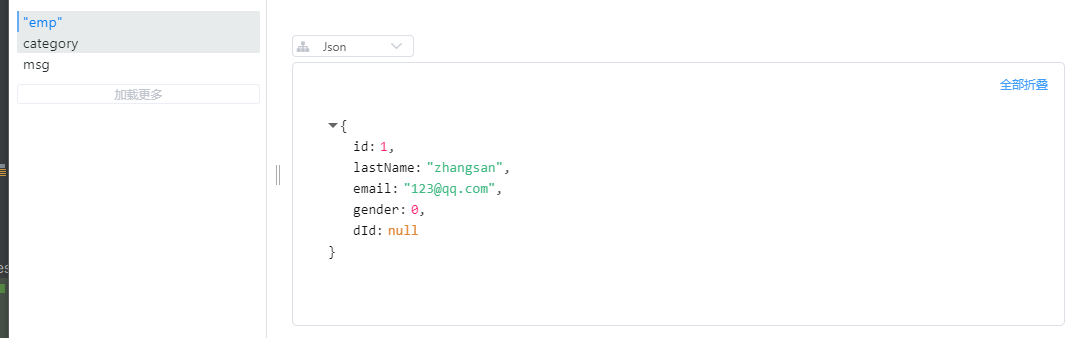 "emp"
category
msg
加载更多
es
Json
全部折叠
{
id: 1,
lastName: "zhangsan",
email: "123@qq.com",
gender: 0,
dId: null
}